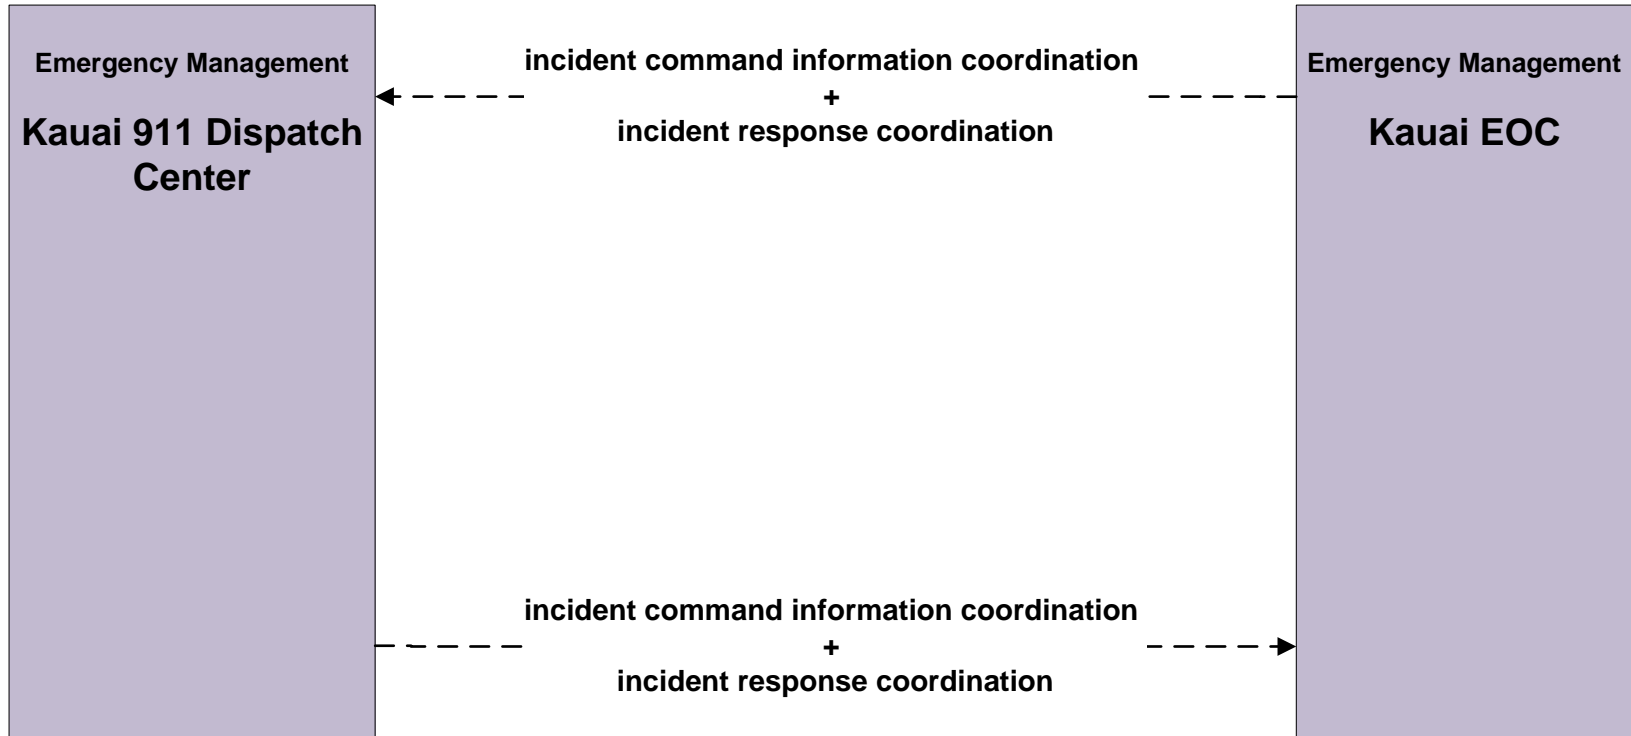 Emergency Management
Kauai 911 Dispatch
Center
incident command information coordination
+
incident response coordination
Emergency Management
Kauai EOC
incident command information coordination
+
incident response coordination